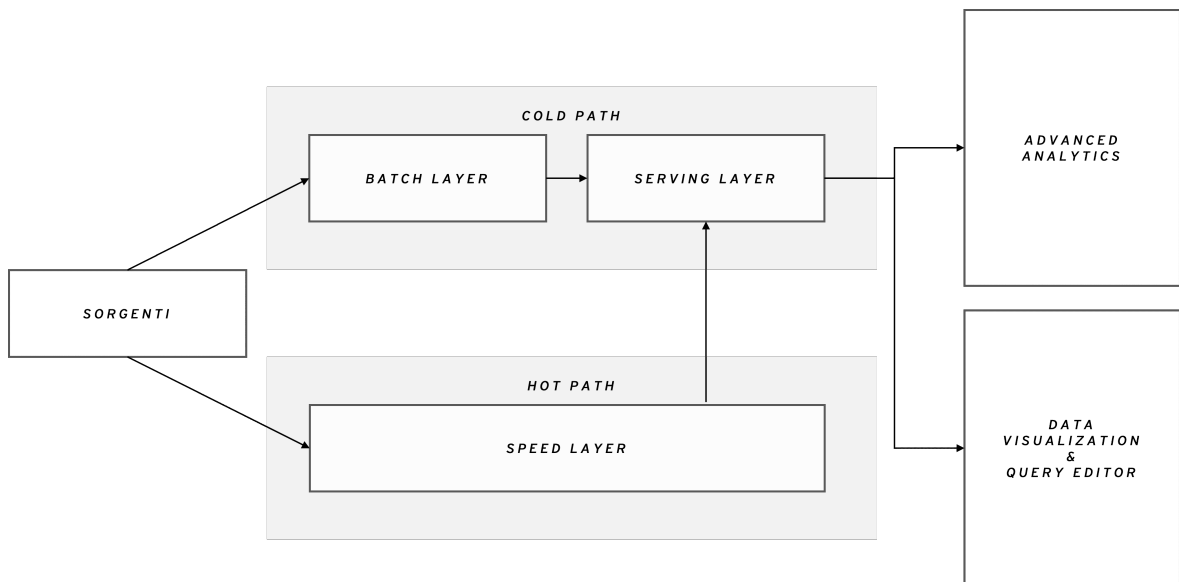 COLD PATH
BATCH LAYER
SERVING LAYER
ADVANCED
ANALYTICS
SORGENTI
HOT PATH
SPEED LAYER
DATA
VISUALIZATION
&
QUERY EDITOR